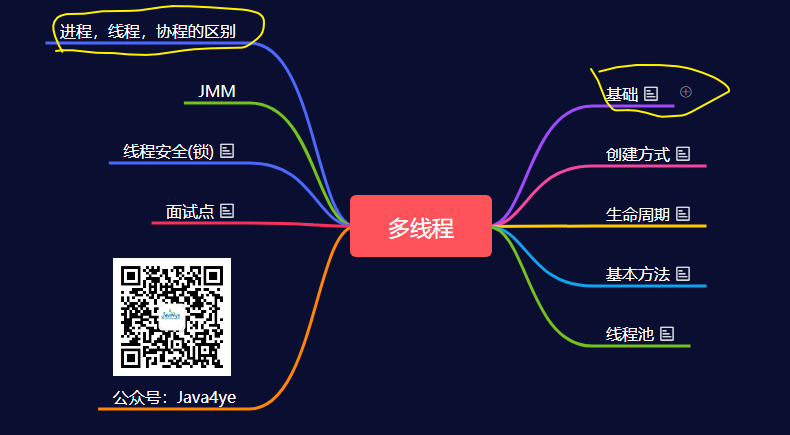 进程，线程，协程的区别
JMM
线程安全(锁)
面试点
公众号：Java4ye
多线程
基础
创建方式
生命周期
基本方法
线程池
Java4ye